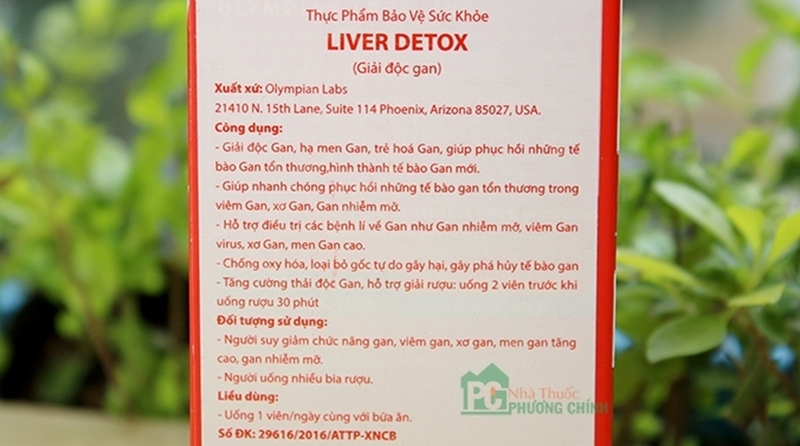 Thực Phẩm Bảo Vệ Sức Khỏe
LIVER DETOX
(Giải độc gan)
Xuất xứ: Olympian Labs
21410 N. 15th Lane, Suite 114 Phoenix, Arizona 85027, USA.
Công dụng:
- Giải độc Gan, hạ men Gan, trẻ hoá Gan, giúp phục hồi những tế
bào Gan tổn thương,hình thành tế bào Gan mới.
- Giúp nhanh chóng phục hồi những tế bào gan tổn thương trong
viêm Gan, xơ Gan, Gan nhiễm mỡ.
- Hỗ trợ điều trị các bệnh lí về Gan như Gan nhiễm mỡ, viêm Gan
virus, xơ Gan, men Gan cao.
- Chống oxy hóa, loại bỏ gốc tự do gây hại, gây phá hủy tế bào gan
- Tăng cường thải độc Gan, hỗ trợ giải rượu: uống 2 viên trước khi
uống rượu 30 phút
Đối tượng sử dụng:
- Người suy giảm chức năng gan, viêm gan, xơ gan, men gan tăng
cao, gan nhiễm mỡ.
- Người uống nhiều bia rượu.
Liều dùng:
- Uống 1 viên/ngày cùng với bữa ăn.
Số ĐK: 29616/2016/ATTP-XNCB
PC Nhà Thuốc
PHƯƠNG CHÍNH